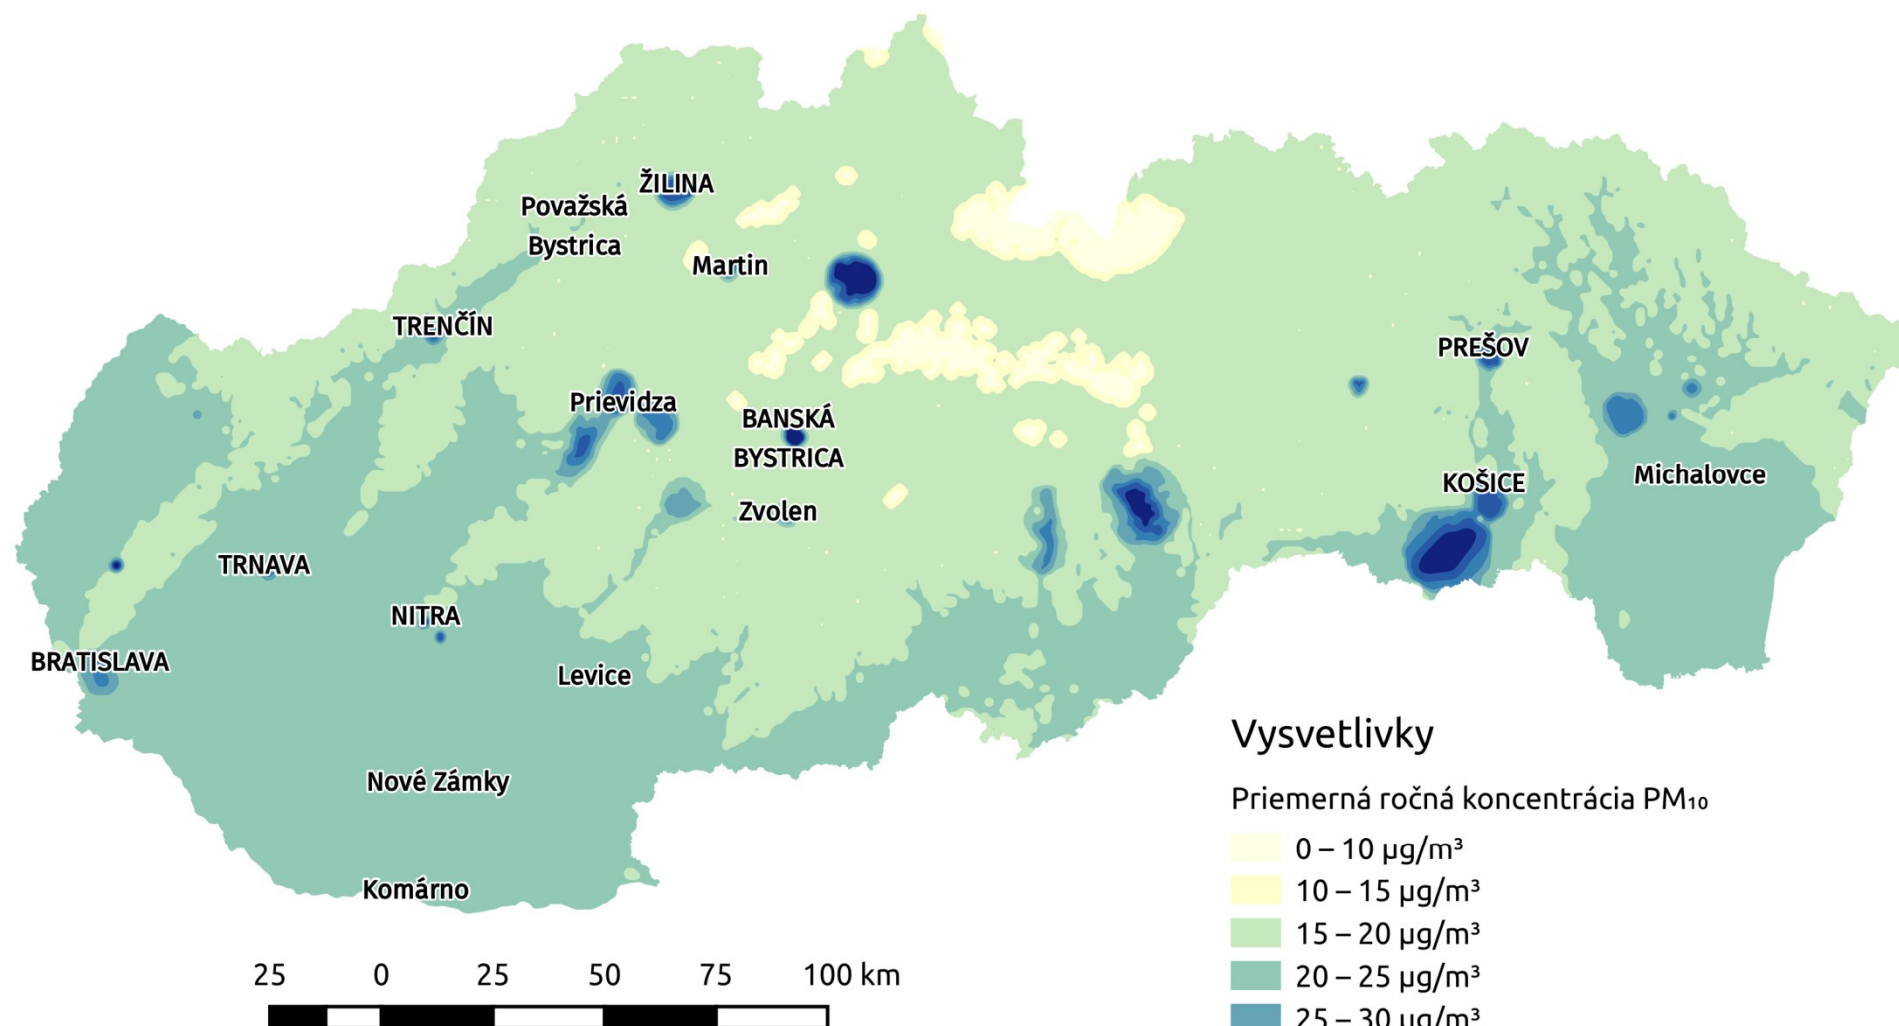 ŽILINA
Považská
Bystrica
Martin
TRENČÍN
PREŠOV
Prievidza
BANSKÁ
BYSTRICA
Michalovce
KOŠICE
Zvolen
TRNAVA
NITRA
BRATISLAVA
Levice
Nové Zámky
Komárno
25 0 25 50 75 100 km
Vysvetlivky
Priemerná ročná koncentrácia PM₁₀
0 – 10 µg/m³
10 – 15 µg/m³
15 – 20 µg/m³
20 – 25 µg/m³
25 – 30 µg/m³